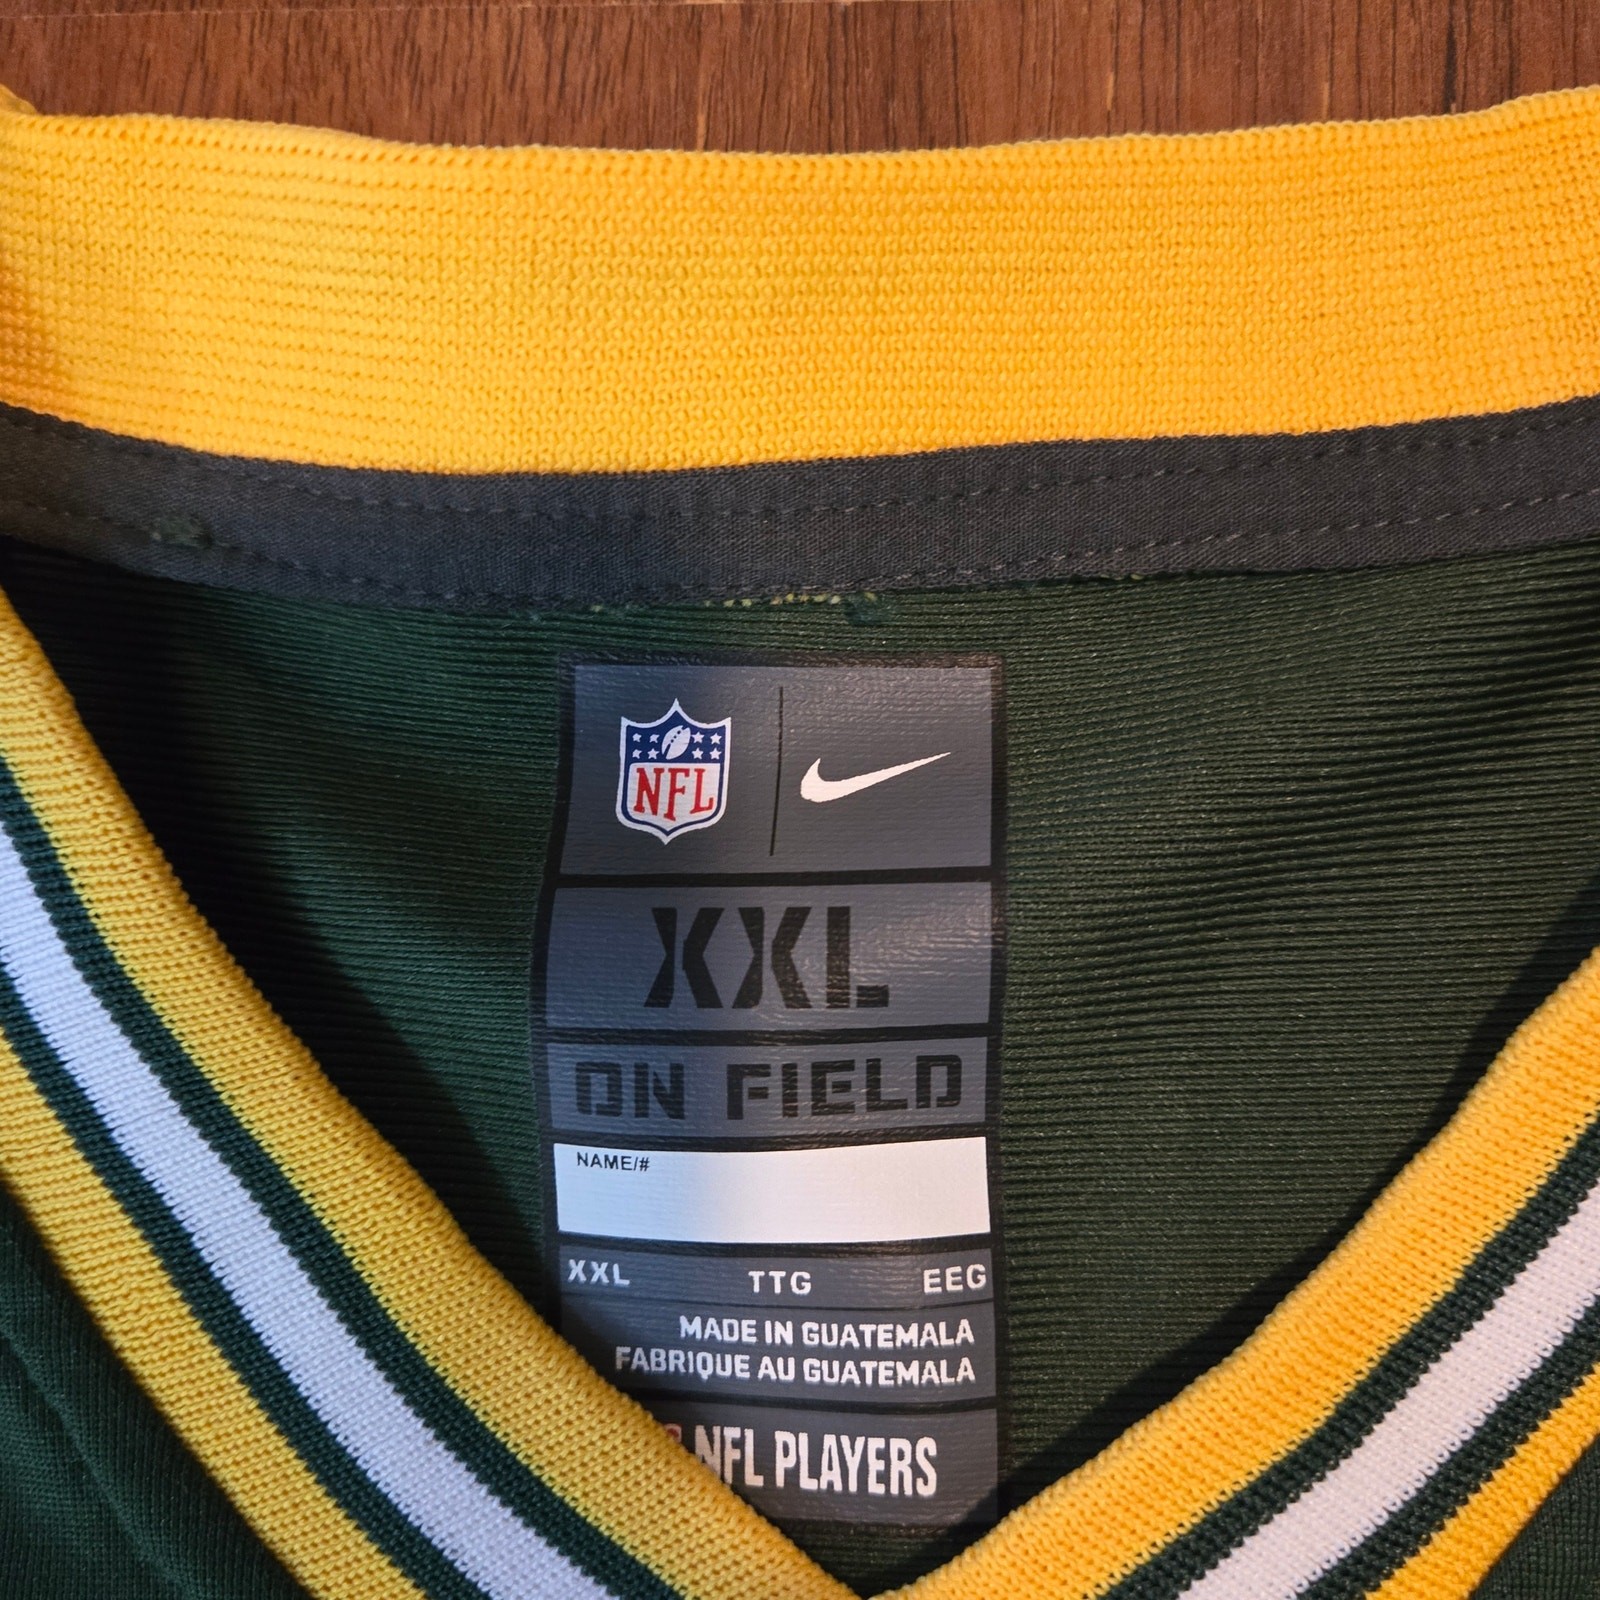 NFL
XXL
ON FIELD
NAME/#
XXL TTG EEG
MADE IN GUATEMALA
FABRIQUE AU GUATEMALA
NFL PLAYERS